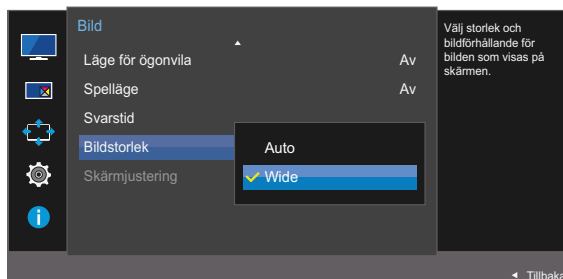 Bild
Läge för ögonvila Av
Spelläge Av
Svarstid
Bildstorlek
Auto
Wide
Skärmjustering
Välj storlek och
bildförhållande för
bilden som visas på
skärmen.
Tillbaka